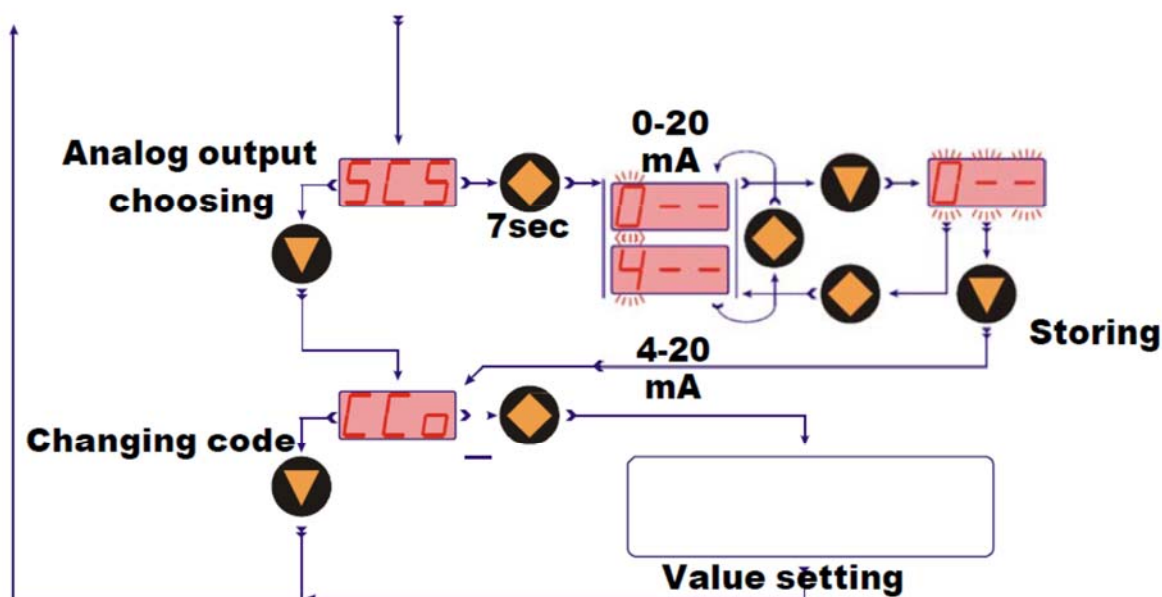 0-20
mA
Analog output
choosing
SCS
7sec
0--
4--
0--
Storing
4-20
mA
CCo
Changing code
Value setting